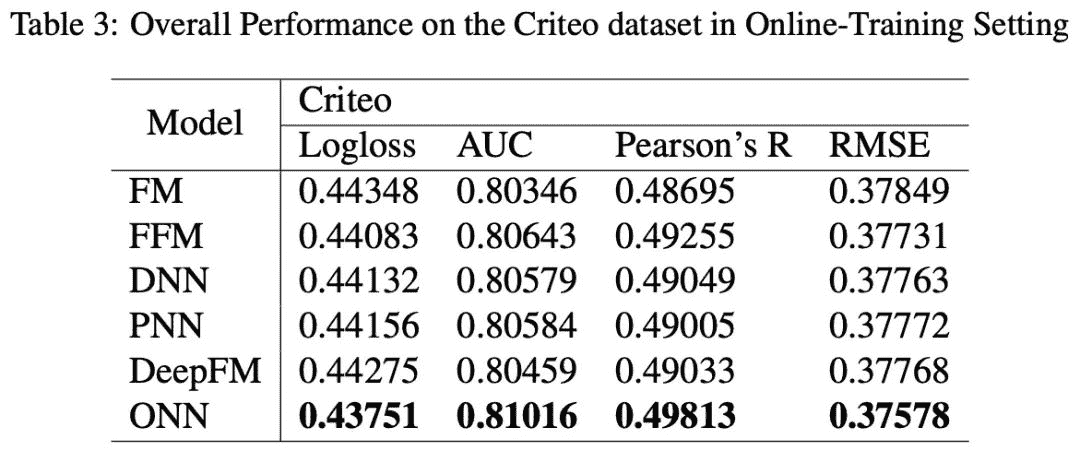 Table 3: Overall Performance on the Criteo dataset in Online-Training Setting
Model Criteo
Logloss AUC Pearson's R RMSE
FM 0.44348 0.80346 0.48695 0.37849
FFM 0.44083 0.80643 0.49255 0.37731
DNN 0.44132 0.80579 0.49049 0.37763
PNN 0.44156 0.80584 0.49005 0.37772
DeepFM 0.44275 0.80459 0.49033 0.37768
ONN 0.43751 0.81016 0.49813 0.37578